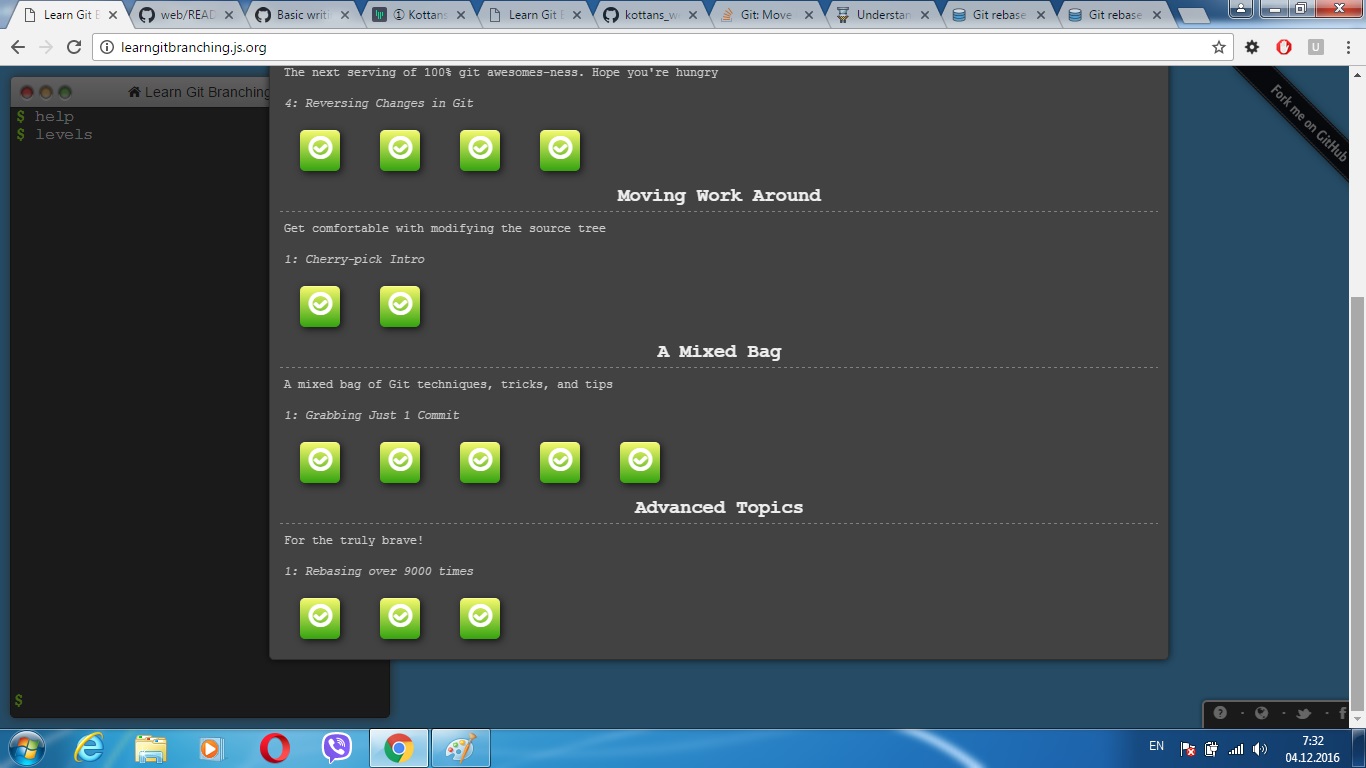 Learn Git B
web/READ
Basic writi
① Kottans
Learn Git B
kottans_w
Git: Move
Understan
Git rebase
Git rebase
learngitbranching.js.org
Learn Git Branching
$ help
$ levels
$
The next serving of 100% git awesomes-ness. Hope you're hungry
4: Reversing Changes in Git
Moving Work Around
Get comfortable with modifying the source tree
1: Cherry-pick Intro
A Mixed Bag
A mixed bag of Git techniques, tricks, and tips
1: Grabbing Just 1 Commit
Advanced Topics
For the truly brave!
1: Rebasing over 9000 times
Fork me on GitHub
EN
7:32
04.12.2016